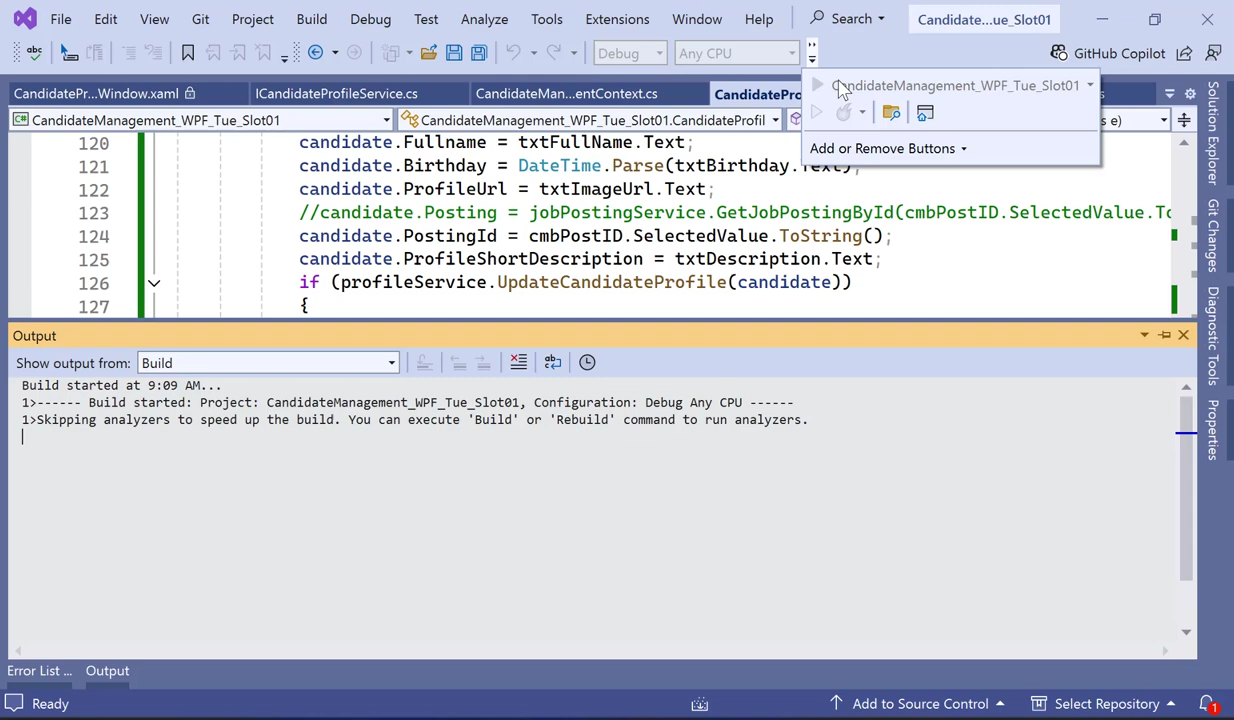 File Edit View Git Project Build Debug Test Analyze Tools Extensions Window Help Search Candidate...ue_Slot01
Debug Any CPU GitHub Copilot
CandidatePr...Window.xaml ICandidateProfileService.cs CandidateMan...entContext.cs CandidatePro
CandidateManagement_WPF_Tue_Slot01
CandidateManagement_WPF_Tue_Slot01 CandidateManagement_WPF_Tue_Slot01.CandidateProfil s e)
Add or Remove Buttons
120 candidate.Fullname = txtFullName.Text;
121 candidate.Birthday = DateTime.Parse(txtBirthday.Text);
122 candidate.ProfileUrl = txtImageUrl.Text;
123 //candidate.Posting = jobPostingService.GetJobPostingById(cmbPostID.SelectedValue.To
124 candidate.PostingId = cmbPostID.SelectedValue.ToString();
125 candidate.ProfileShortDescription = txtDescription.Text;
126 if (profileService.UpdateCandidateProfile(candidate))
127 {
Output
Show output from: Build
Build started at 9:09 AM...
1>------ Build started: Project: CandidateManagement_WPF_Tue_Slot01, Configuration: Debug Any CPU ------
1>Skipping analyzers to speed up the build. You can execute 'Build' or 'Rebuild' command to run analyzers.
Error List ... Output
Ready Add to Source Control Select Repository 1
Solution Explorer
Git Changes
Diagnostic Tools
Properties